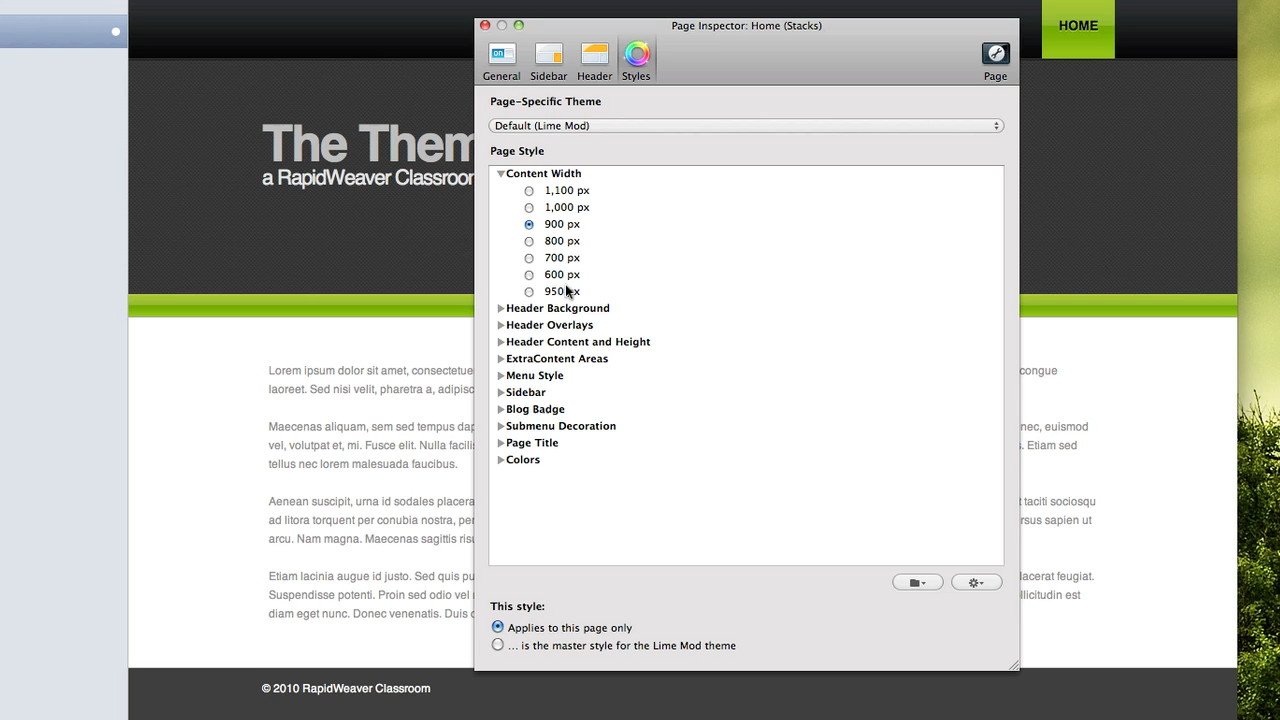 HOME
Page Inspector: Home (Stacks)
General
Sidebar
Header
Styles
Page
Page-Specific Theme
Default (Lime Mod)
Page Style
Content Width
1,100 px
1,000 px
900 px
800 px
700 px
600 px
950 px
Header Background
Header Overlays
Header Content and Height
ExtraContent Areas
Menu Style
Sidebar
Blog Badge
Submenu Decoration
Page Title
Colors
This style:
Applies to this page only
... is the master style for the Lime Mod theme
The Them
a RapidWeaver Classroom
Lorem ipsum dolor sit amet, consectetue congue
laoreet. Sed nisi velit, pharetra a, adipisc
Maecenas aliquam, sem sed tempus dap nec, euismod
vel, volutpat et, mi. Fusce elit. Nulla facilis . Etiam sed
tellus nec lorem malesuada faucibus.
Aenean suscipit, urna id sodales placera t taciti sociosqu
ad litora torquent per conubia nostra, per rsus sapien ut
arcu. Nam magna. Maecenas sagittis risu
Etiam lacinia augue id justo. Sed quis pu lacerat feugiat.
Suspendisse potenti. Proin sed odio vel ollicitudin est
diam eget nunc. Donec venenatis. Duis c
© 2010 RapidWeaver Classroom